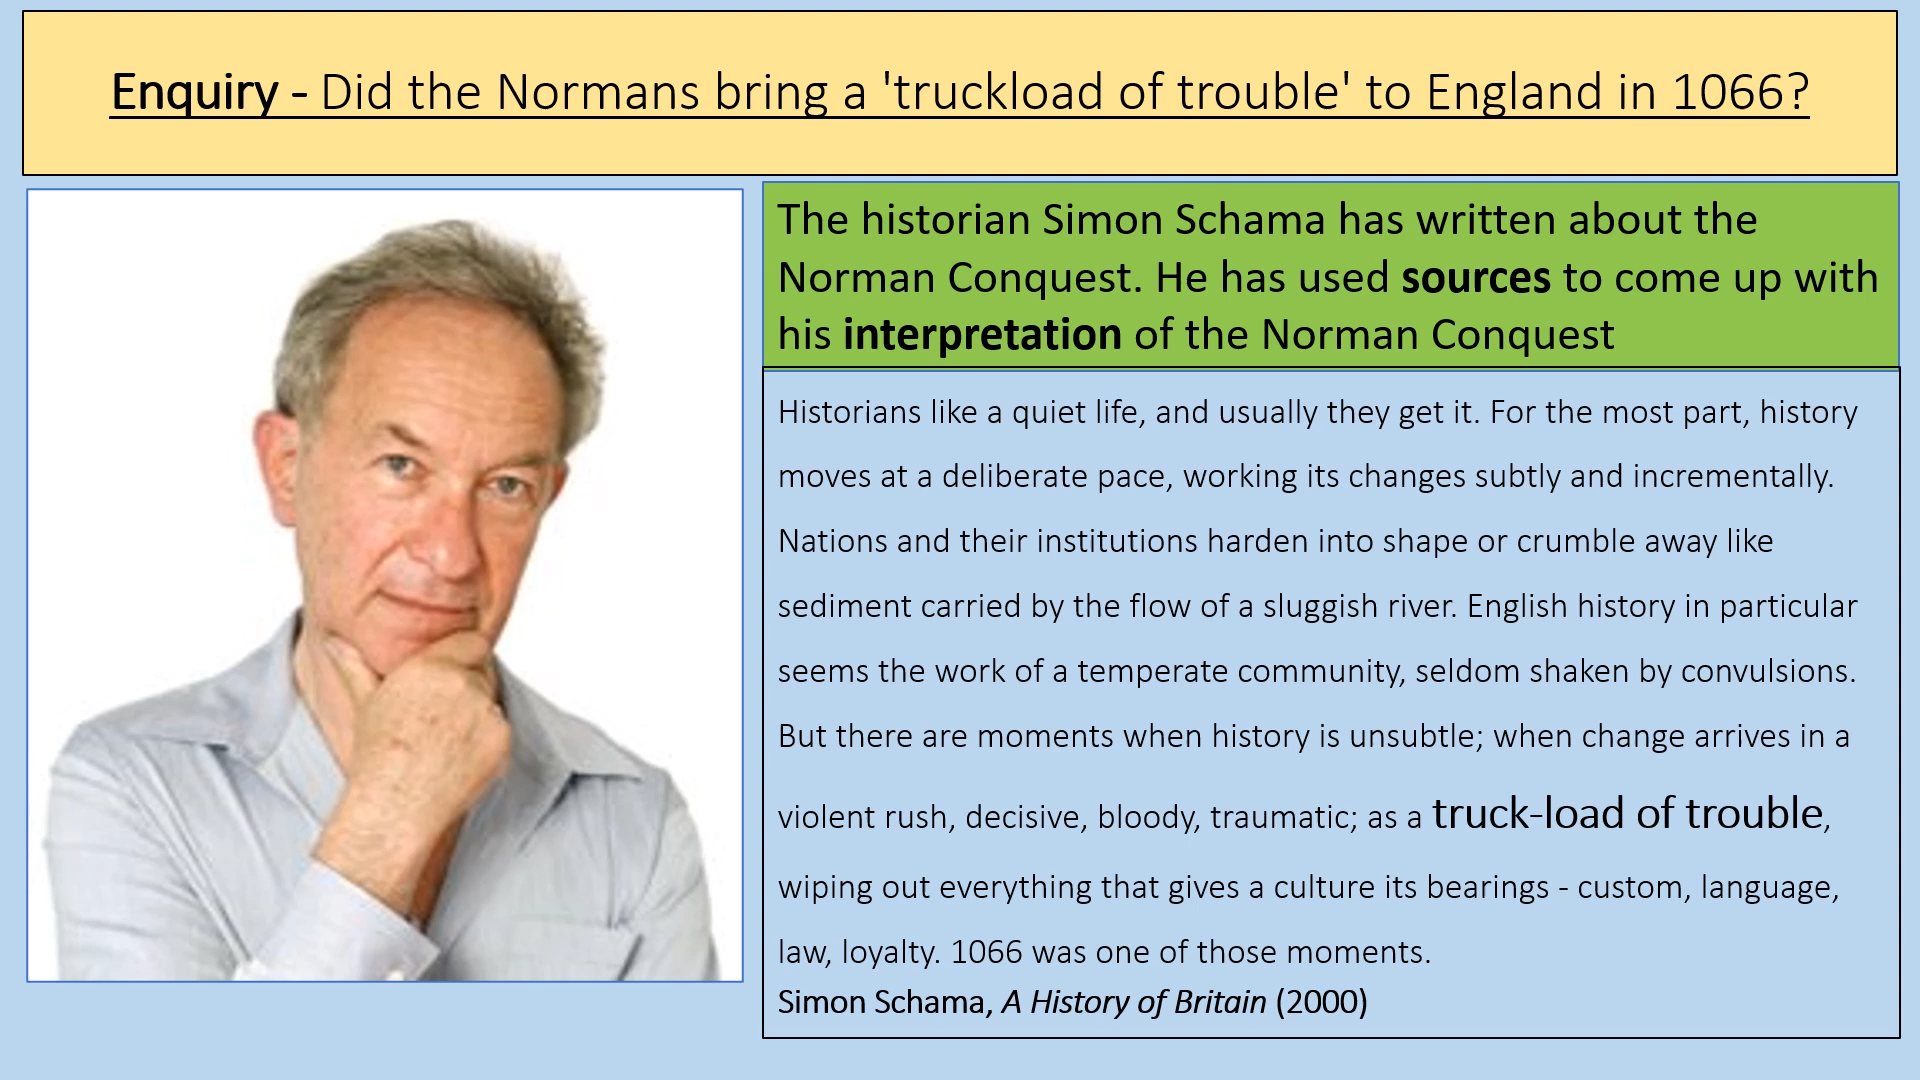 Enquiry - Did the Normans bring a 'truckload of trouble' to England in 1066?
The historian Simon Schama has written about the
Norman Conquest. He has used sources to come up with
his interpretation of the Norman Conquest
Historians like a quiet life, and usually they get it. For the most part, history
moves at a deliberate pace, working its changes subtly and incrementally.
Nations and their institutions harden into shape or crumble away like
sediment carried by the flow of a sluggish river. English history in particular
seems the work of a temperate community, seldom shaken by convulsions.
But there are moments when history is unsubtle; when change arrives in a
violent rush, decisive, bloody, traumatic; as a truck-load of trouble,
wiping out everything that gives a culture its bearings - custom, language,
law, loyalty. 1066 was one of those moments.
Simon Schama, A History of Britain (2000)